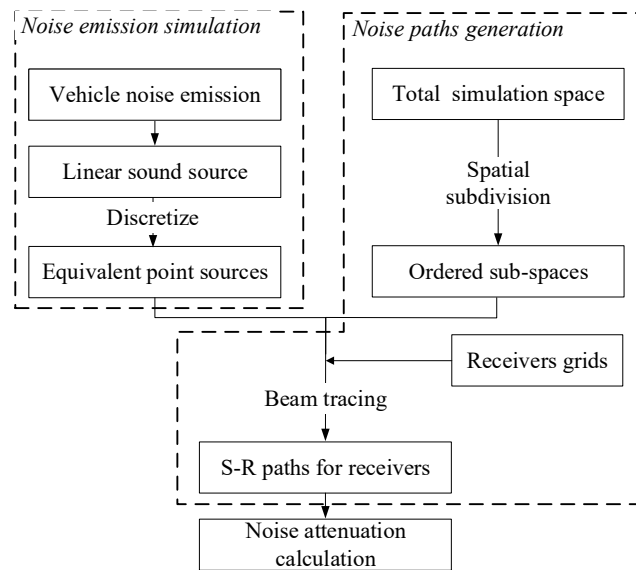 Noise emission simulation
Vehicle noise emission
Linear sound source
Discretize
Equivalent point sources
Noise paths generation
Total simulation space
Spatial
subdivision
Ordered sub-spaces
Receivers grids
Beam tracing
S-R paths for receivers
Noise attenuation
calculation